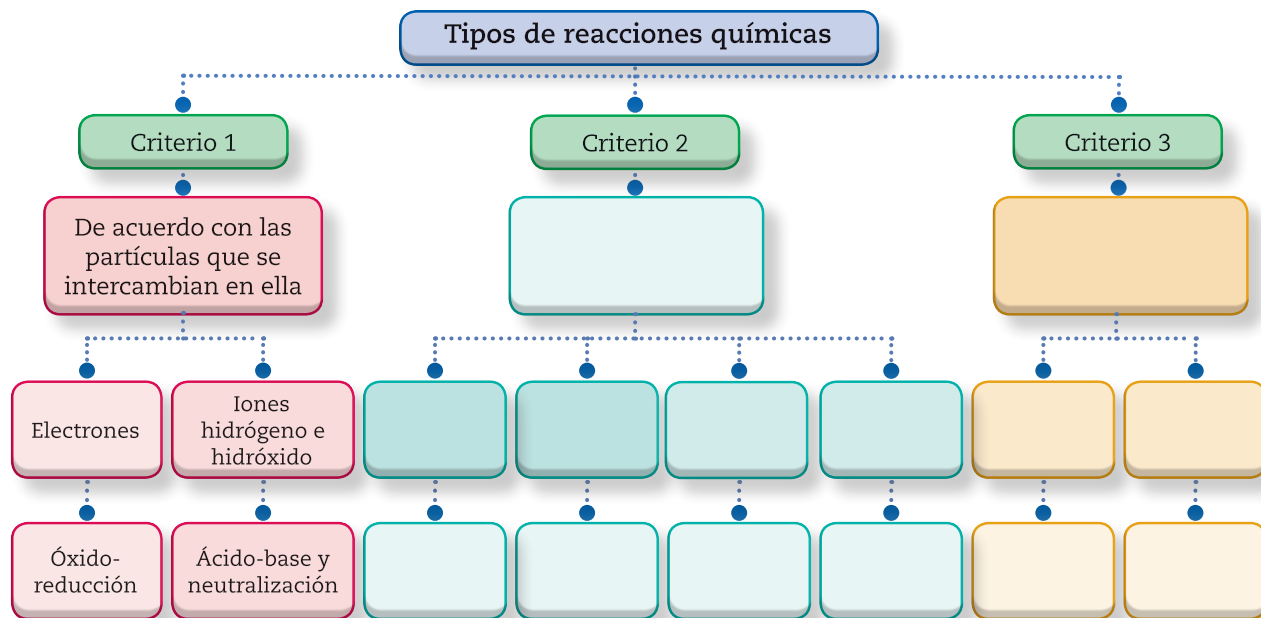 Tipos de reacciones químicas
Criterio 1
Criterio 2
Criterio 3
De acuerdo con las
partículas que se
intercambian en ella
Electrones
Iones
hidrógeno e
hidróxido
Óxido-
reducción
Ácido-base y
neutralización